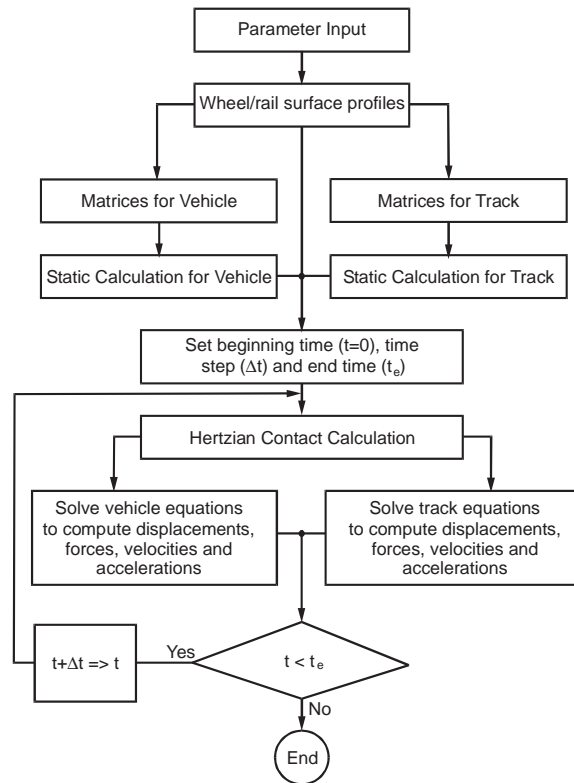 Parameter Input
Wheel/rail surface profiles
Matrices for Vehicle
Matrices for Track
Static Calculation for Vehicle
Static Calculation for Track
Set beginning time (t=0), time
step (Δt) and end time (te)
Hertzian Contact Calculation
Solve vehicle equations
to compute displacements,
forces, velocities and
accelerations
Solve track equations
to compute displacements,
forces, velocities and
accelerations
t+Δt => t
Yes
t < te
No
End